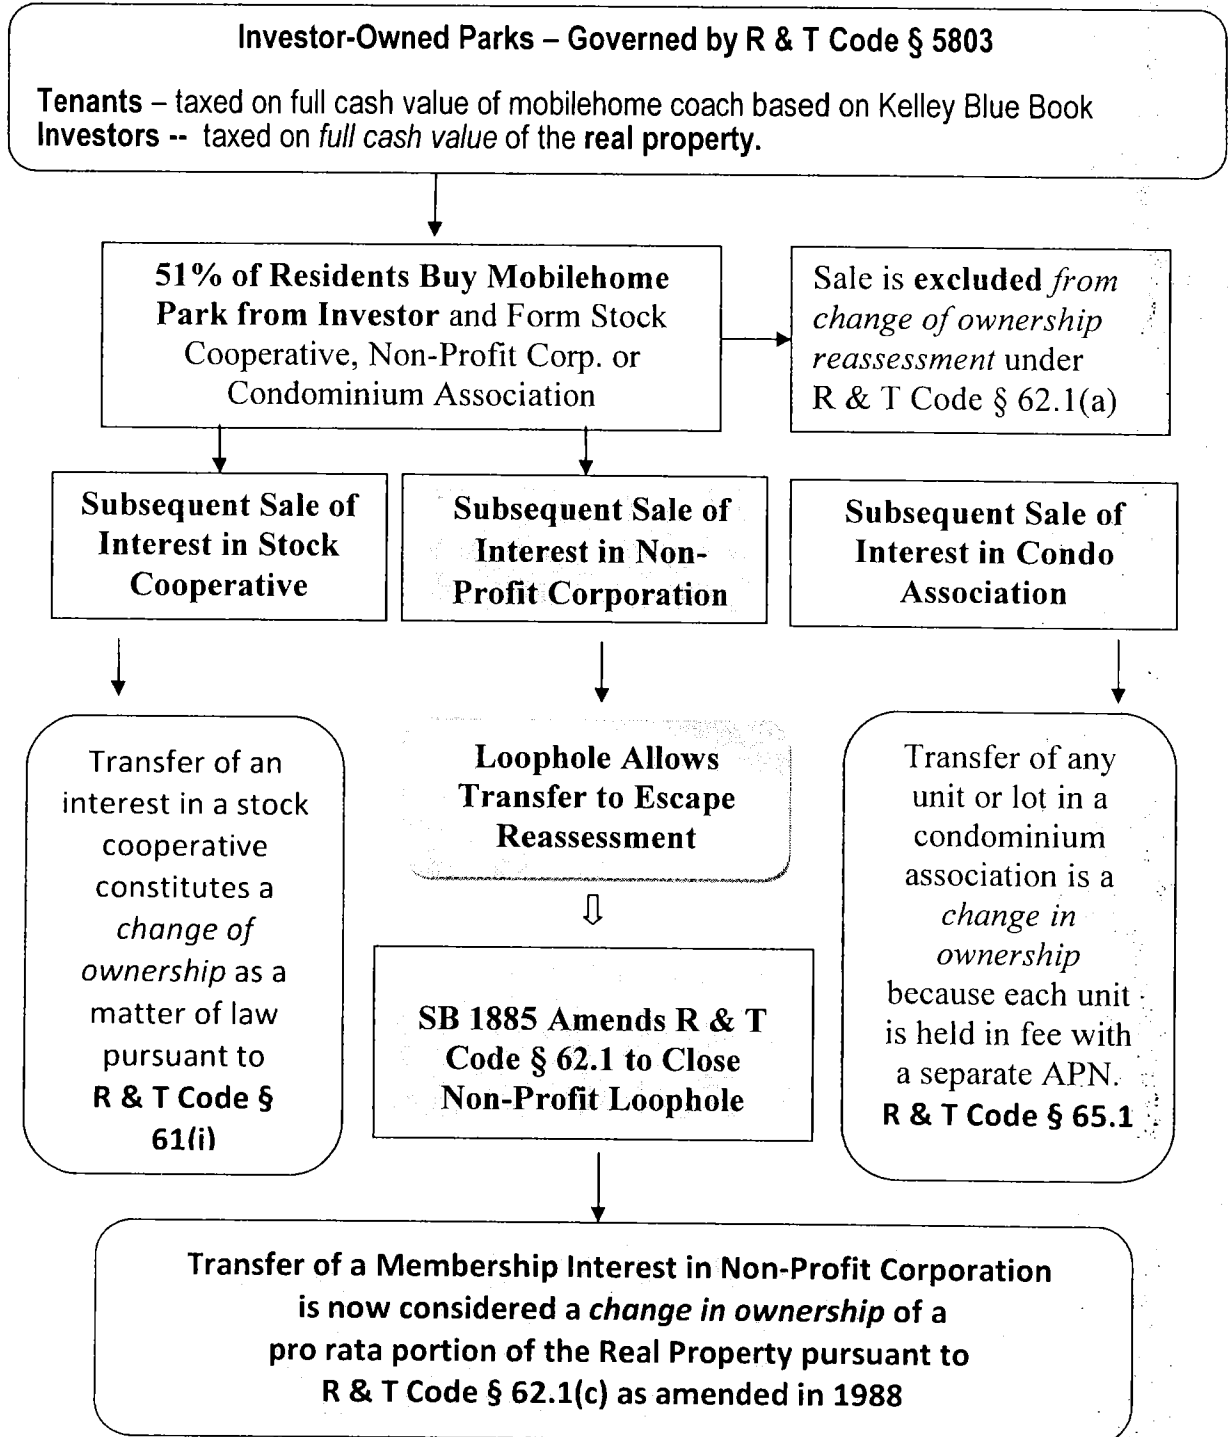 Investor-Owned Parks – Governed by R & T Code § 5803
Tenants – taxed on full cash value of mobilehome coach based on Kelley Blue Book
Investors -- taxed on full cash value of the real property.
51% of Residents Buy Mobilehome
Park from Investor and Form Stock
Cooperative, Non-Profit Corp. or
Condominium Association
Sale is excluded from
change of ownership
reassessment under
R & T Code § 62.1(a)
Subsequent Sale of
Interest in Stock
Cooperative
Subsequent Sale of
Interest in Non-
Profit Corporation
Subsequent Sale of
Interest in Condo
Association
Transfer of an
interest in a stock
cooperative
constitutes a
change of
ownership as a
matter of law
pursuant to
R & T Code §
61(i)
Loophole Allows
Transfer to Escape
Reassessment
SB 1885 Amends R & T
Code § 62.1 to Close
Non-Profit Loophole
Transfer of any
unit or lot in a
condominium
association is a
change in
ownership
because each unit
is held in fee with
a separate APN.
R & T Code § 65.1
Transfer of a Membership Interest in Non-Profit Corporation
is now considered a change in ownership of a
pro rata portion of the Real Property pursuant to
R & T Code § 62.1(c) as amended in 1988